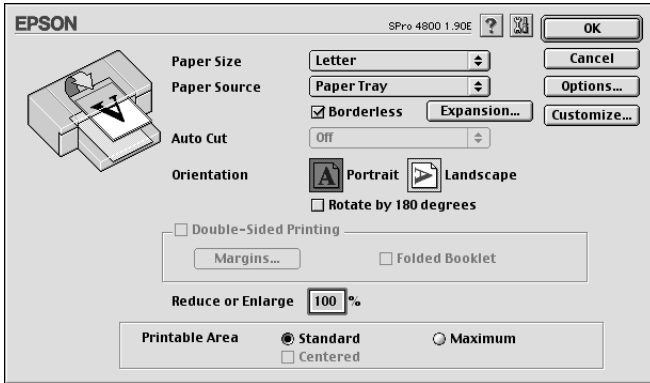 EPSON SPro 4800 1.90E ? OK
Paper Size Letter Cancel
Paper Source Paper Tray Options...
Borderless Expansion... Customize...
Auto Cut Off
Orientation A Portrait A Landscape
Rotate by 180 degrees
Double-Sided Printing
Margins... Folded Booklet
Reduce or Enlarge 100 %
Printable Area Standard Maximum
Centered